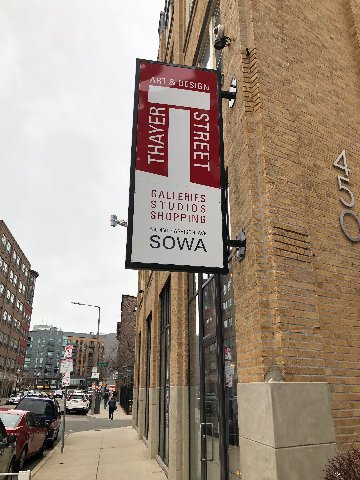 ART & DESIGN
THAYER
STREET
GALLERIES
STUDIOS
SHOPPING
SOWA
450